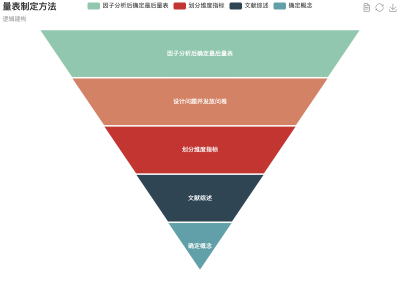 量表制定方法
逻辑建构
因子分析后确定最后量表
划分维度指标
文献综述
确定概念
因子分析后确定最后量表
设计问题并发放问卷
划分维度指标
文献综述
确定概念